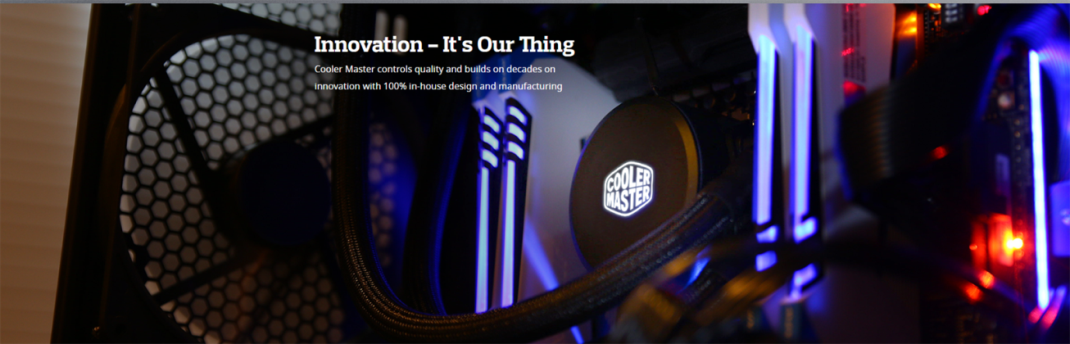 Innovation – It's Our Thing
Cooler Master controls quality and builds on decades on
innovation with 100% in-house design and manufacturing
COOLER
MASTER